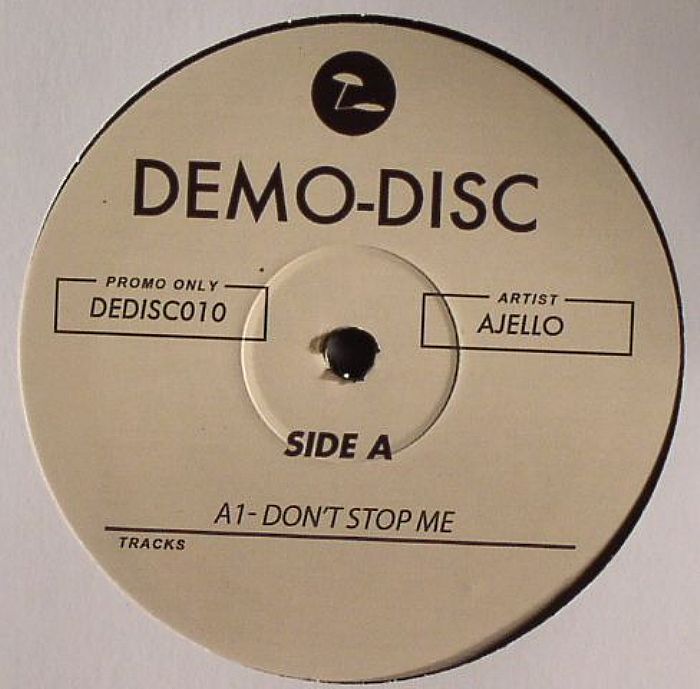 DEMO-DISC
PROMO ONLY
DEDISC010
ARTIST
AJELLO
SIDE A
A1- DON'T STOP ME
TRACKS